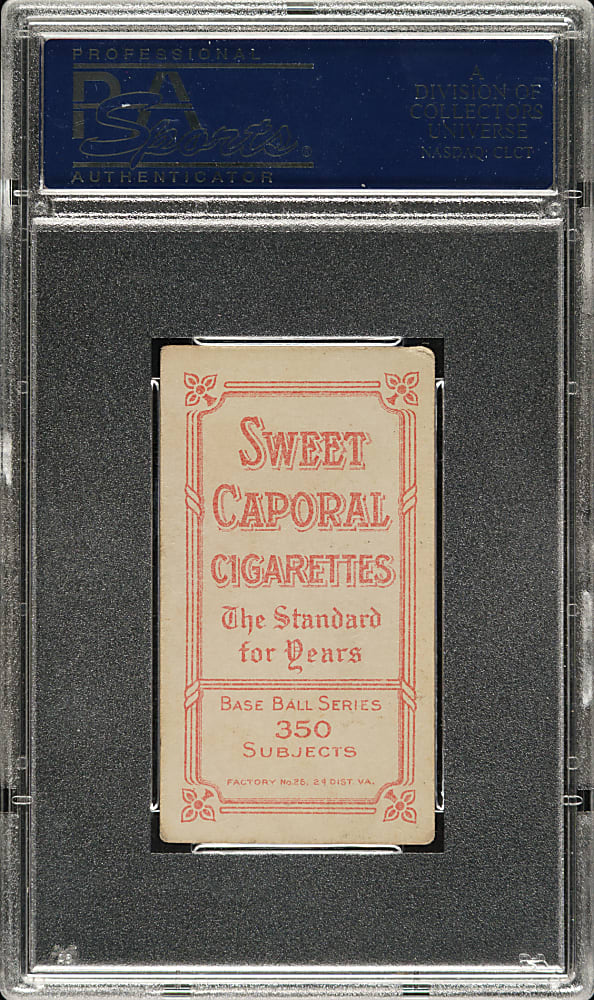 PROFESSIONAL
PSA
Sports
AUTHENTICATOR
A
DIVISION OF
COLLECTORS
UNIVERSE
NASDAQ: CLCT
SWEET
CAPORAL
CIGARETTES
The Standard
for Years
BASE BALL SERIES
350
SUBJECTS
FACTORY No.25, 2d DIST. VA.